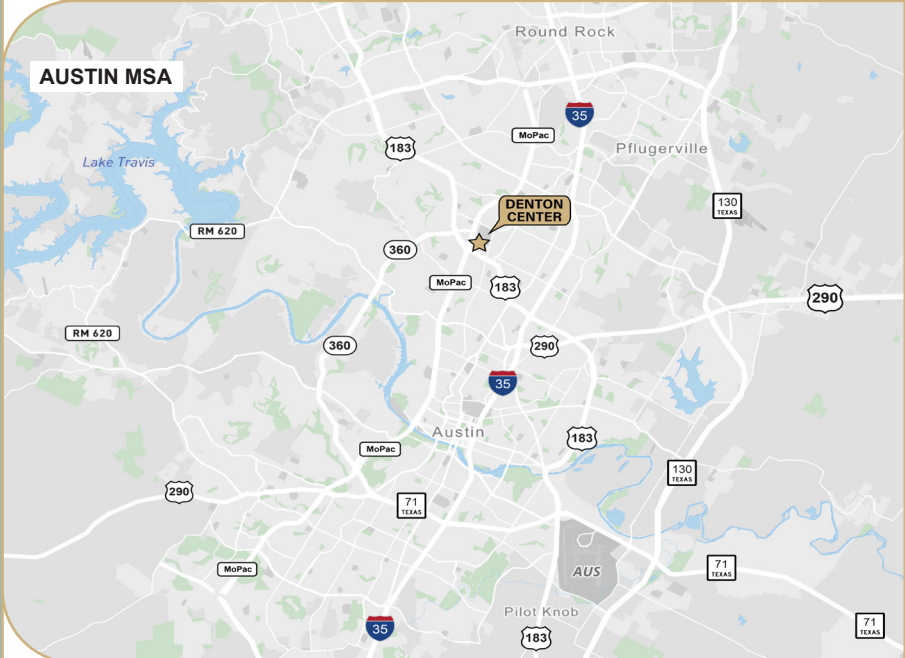 Round Rock
AUSTIN MSA
35
MoPac
183
Pflugerville
Lake Travis
130
TEXAS
DENTON
CENTER
RM 620
360
MoPac
183
290
RM 620
360
290
35
Austin
183
MoPac
130
TEXAS
290
71
TEXAS
71
TEXAS
MoPac
AUS
Pilot Knob
35
71
TEXAS
183